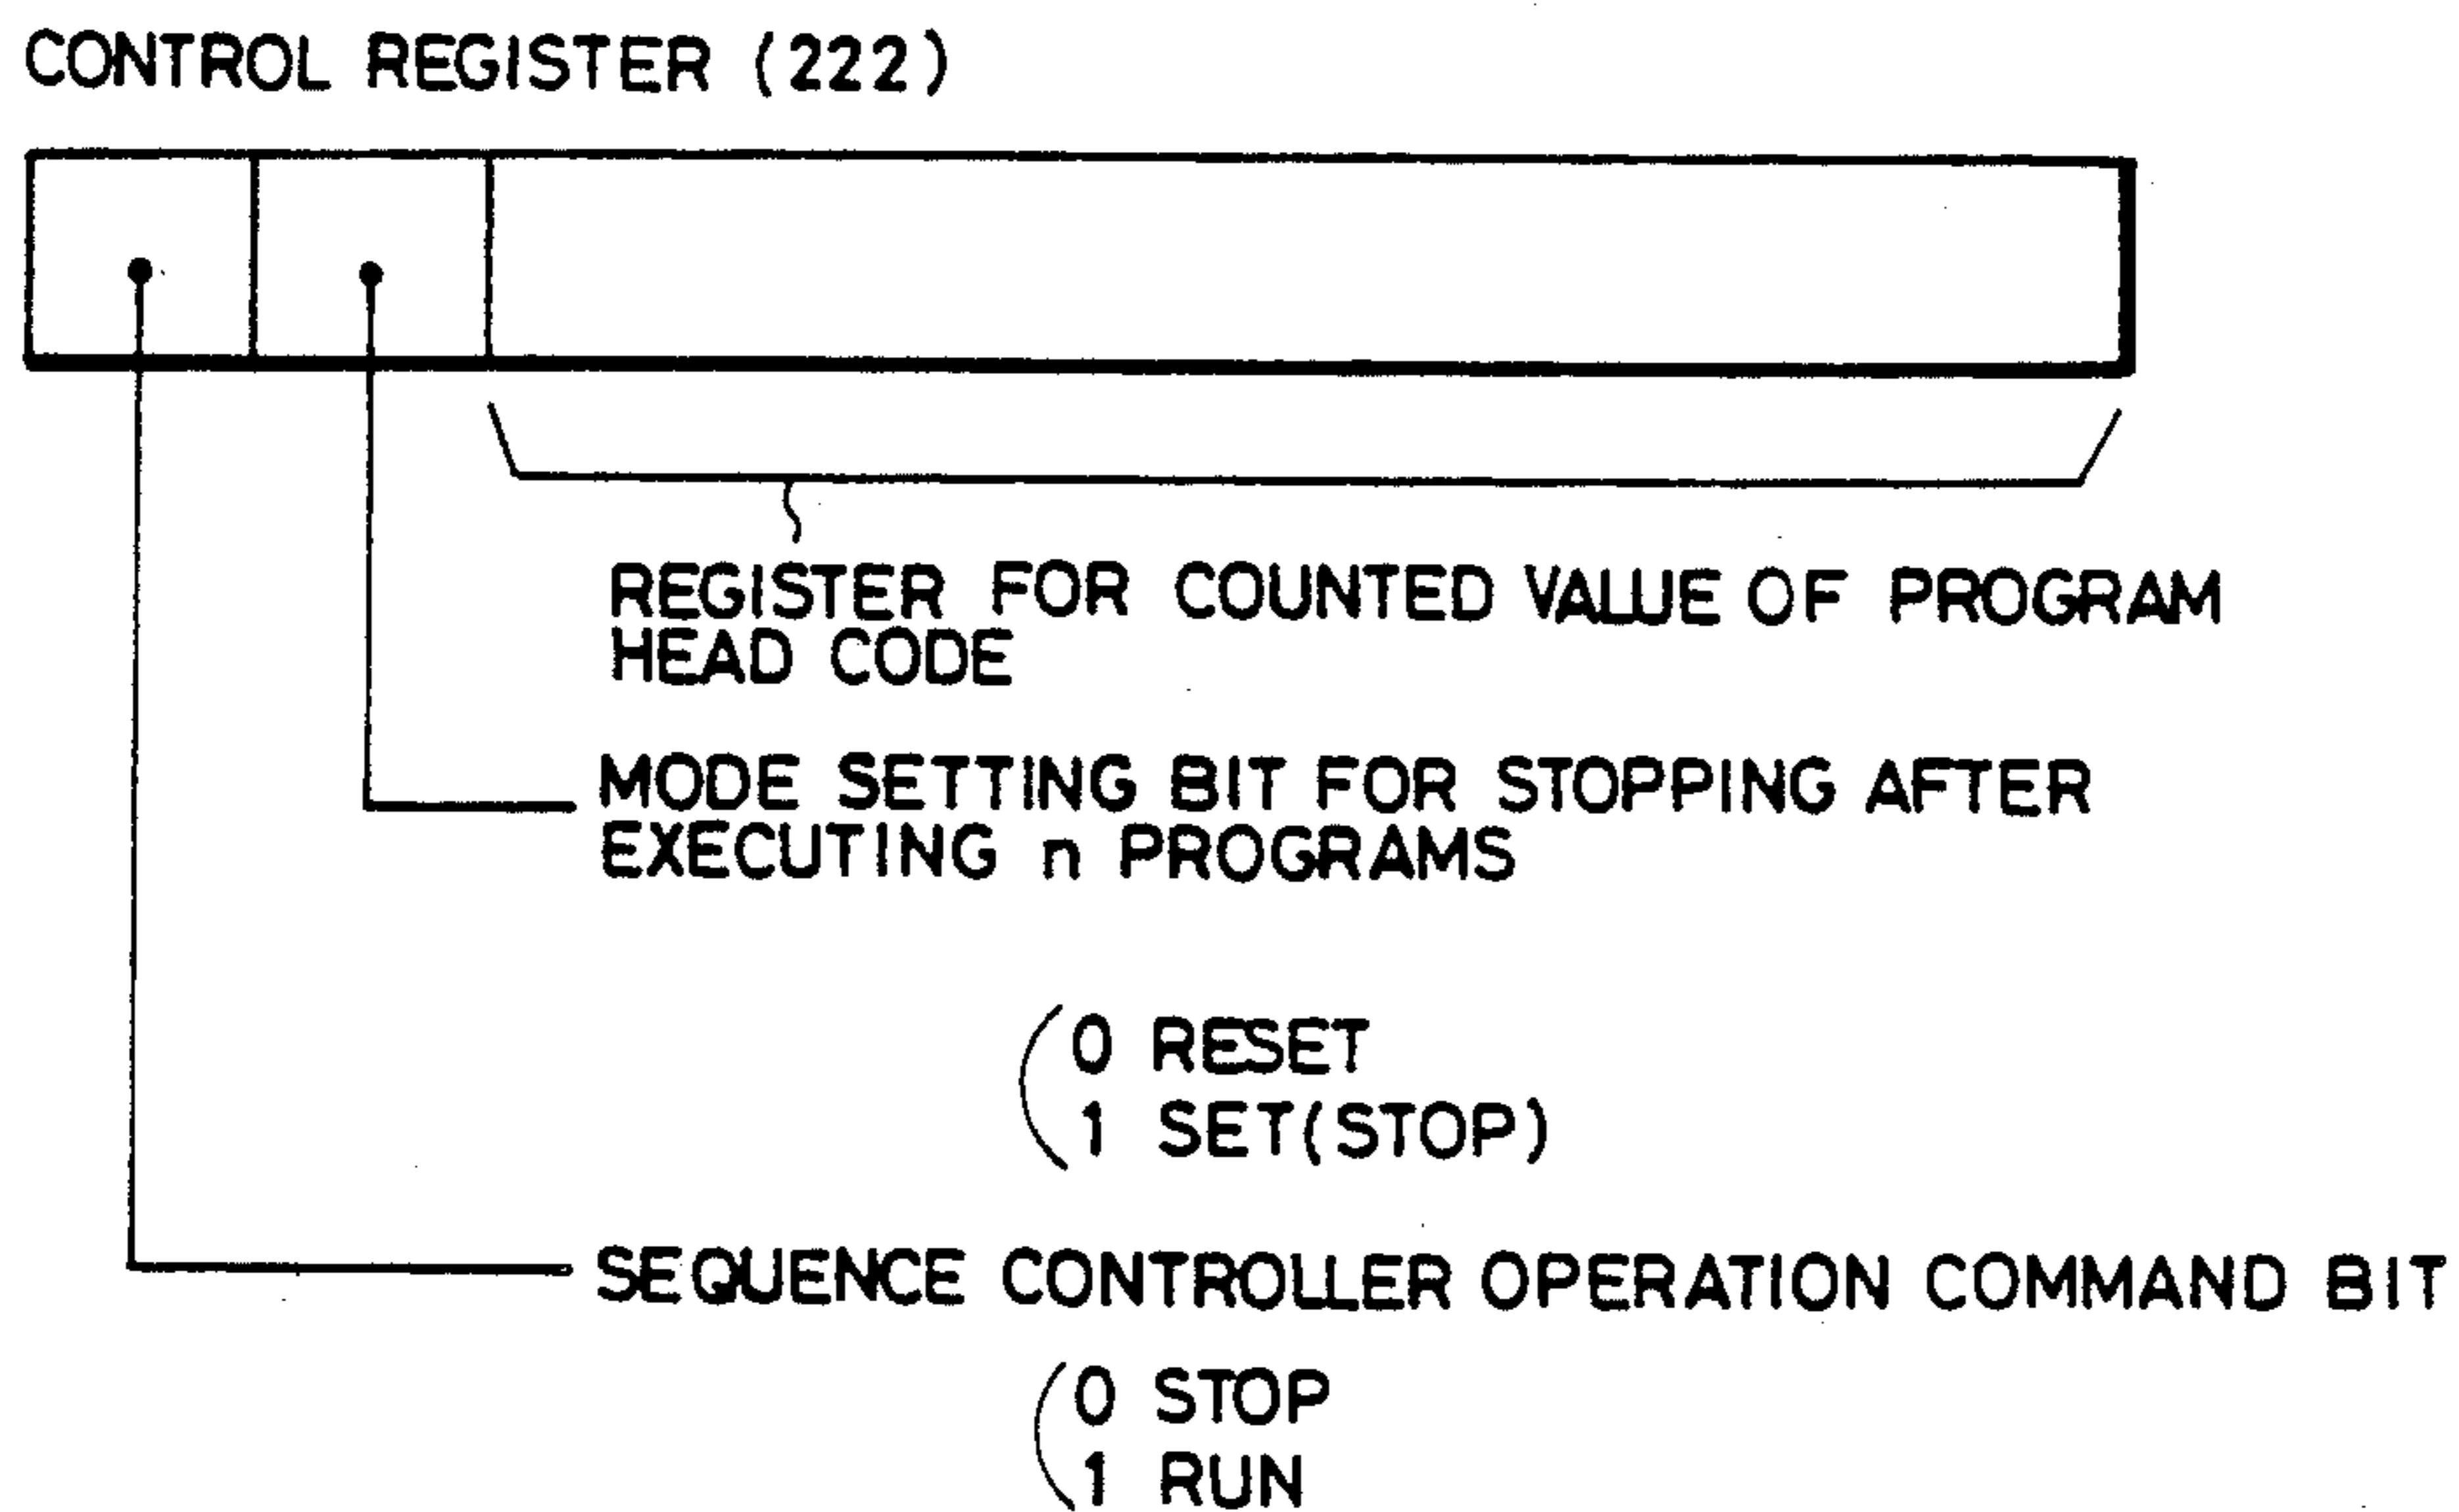 CONTROL REGISTER (222)
REGISTER FOR COUNTED VALUE OF PROGRAM
HEAD CODE
MODE SETTING BIT FOR STOPPING AFTER
EXECUTING n PROGRAMS
0 RESET
1 SET(STOP)
SEQUENCE CONTROLLER OPERATION COMMAND BIT
0 STOP
1 RUN